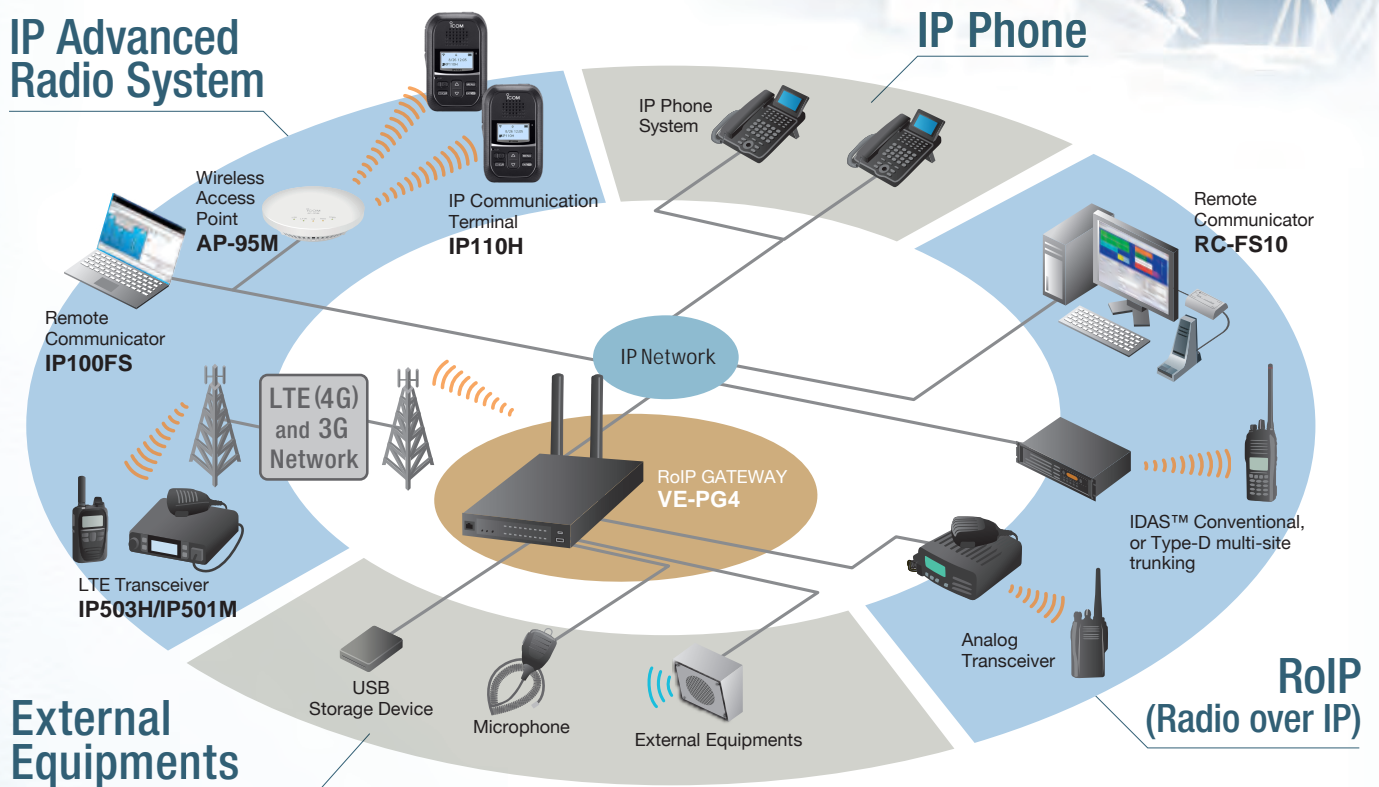 IP Advanced
Radio System
IP Phone
ICOM
ICOM
IP Phone
System
Wireless
Access
Point
AP-95M
IP Communication
Terminal
IP110H
Remote
Communicator
RC-FS10
Remote
Communicator
IP100FS
IP Network
LTE (4G)
and 3G
Network
RoIP GATEWAY
VE-PG4
LTE Transceiver
IP503H/IP501M
IDAS™ Conventional,
or Type-D multi-site
trunking
Analog
Transceiver
USB
Storage Device
Microphone
External Equipments
External
Equipments
RoIP
(Radio over IP)